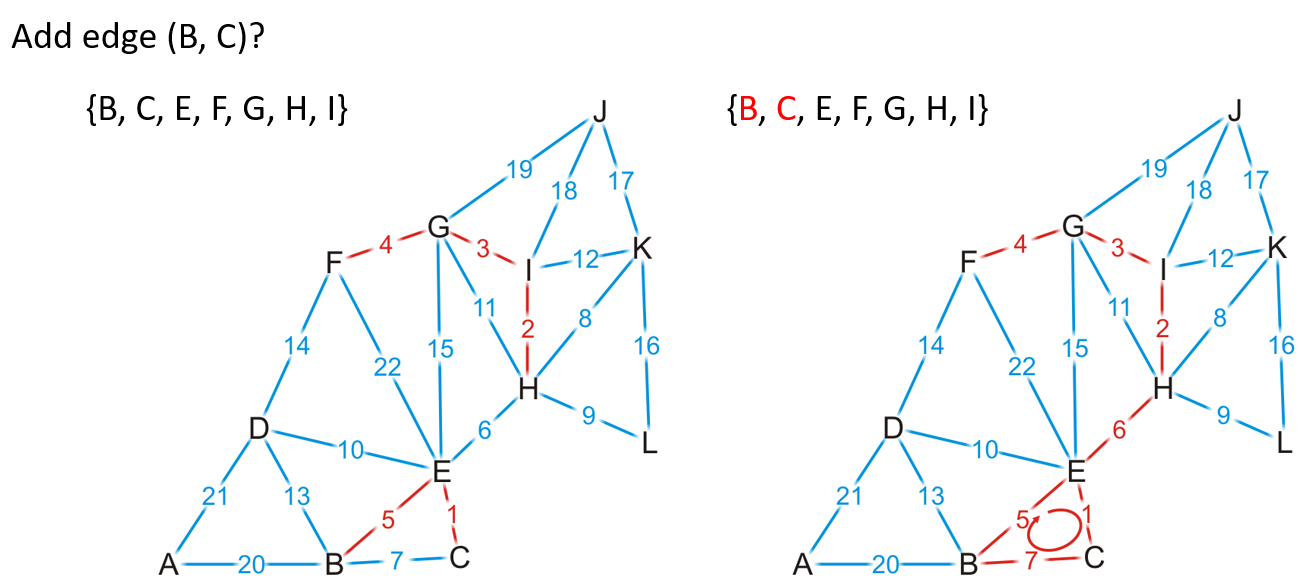 Add edge (B, C)?
{B, C, E, F, G, H, I}
{B, C, E, F, G, H, I}
J
19
18
17
G
K
4
3
F
I
12
11
8
2
14
22
15
16
H
9
D
6
L
10
E
21
13
5
1
A
20
B
7
C
J
19
18
17
G
K
4
3
F
I
12
11
8
2
14
22
15
16
H
9
D
6
L
10
E
21
13
5
1
A
20
B
7
C